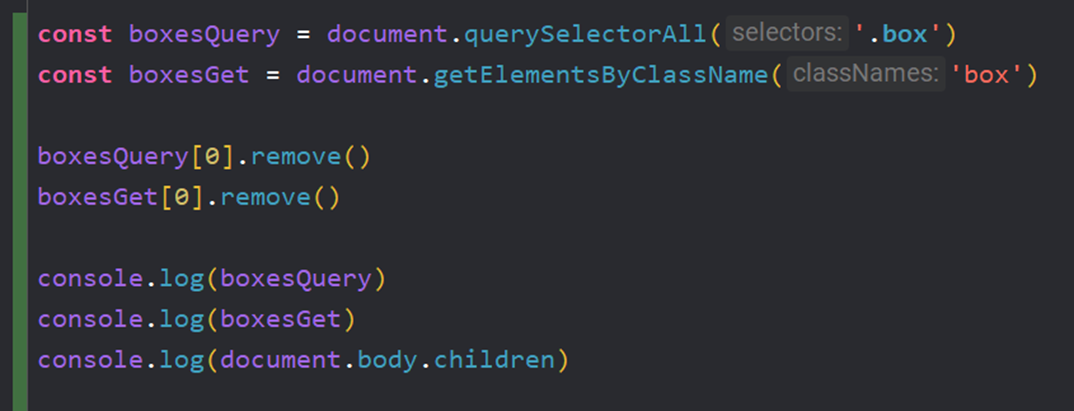 const boxesQuery = document.querySelectorAll( selectors: '.box')
const boxesGet = document.getElementsByClassName( classNames: 'box')
boxesQuery[0].remove()
boxesGet[0].remove()
console.log(boxesQuery)
console.log(boxesGet)
console.log(document.body.children)